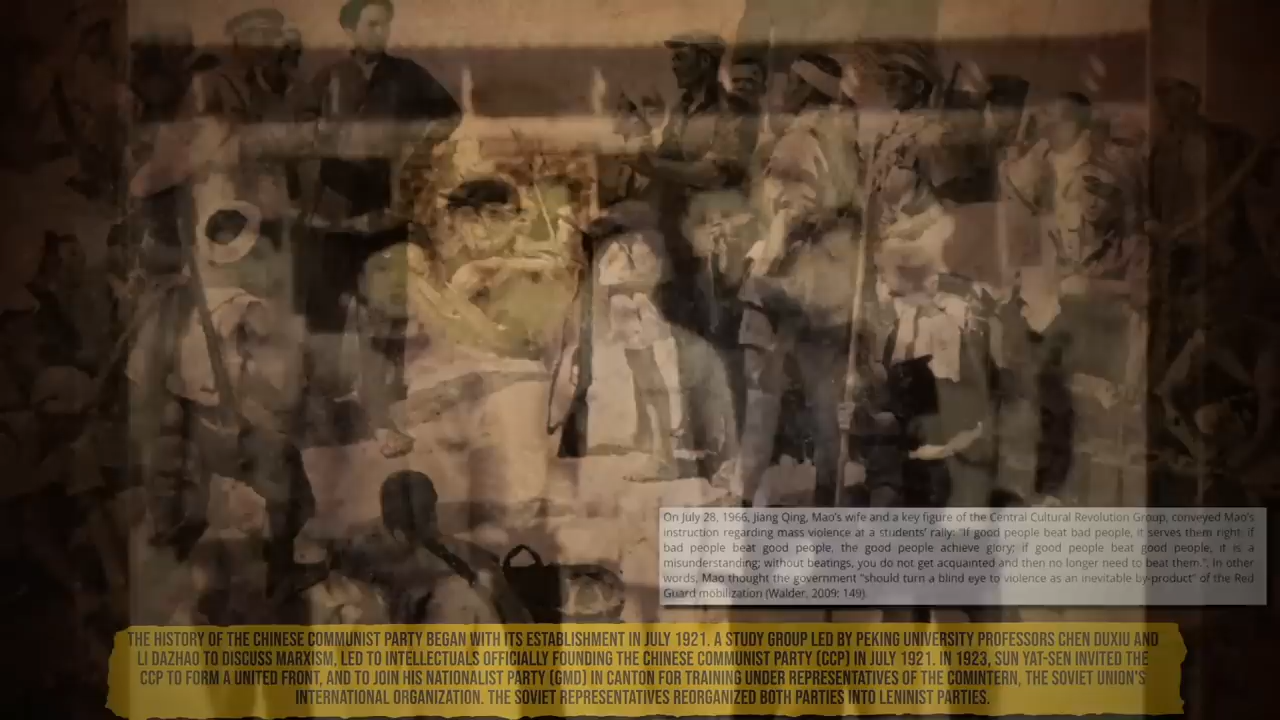 On July 28, 1966, Jiang Qing, Mao's wife and a key figure of the Central Cultural Revolution Group, conveyed Mao's
instruction regarding mass violence at a students' rally: "If good people beat bad people, it serves them right; if
bad people beat good people, the good people achieve glory; if good people beat good people, it is a
misunderstanding; without beatings, you do not get acquainted and then no longer need to beat them.". In other
words, Mao thought the government "should turn a blind eye to violence as an inevitable by-product" of the Red
Guard mobilization (Walder, 2009: 149).
THE HISTORY OF THE CHINESE COMMUNIST PARTY BEGAN WITH ITS ESTABLISHMENT IN JULY 1921. A STUDY GROUP LED BY PEKING UNIVERSITY PROFESSORS CHEN DUXIU AND
LI DAZHAO TO DISCUSS MARXISM, LED TO INTELLECTUALS OFFICIALLY FOUNDING THE CHINESE COMMUNIST PARTY (CCP) IN JULY 1921. IN 1923, SUN YAT-SEN INVITED THE
CCP TO FORM A UNITED FRONT, AND TO JOIN HIS NATIONALIST PARTY (GMD) IN CANTON FOR TRAINING UNDER REPRESENTATIVES OF THE COMINTERN, THE SOVIET UNION'S
INTERNATIONAL ORGANIZATION. THE SOVIET REPRESENTATIVES REORGANIZED BOTH PARTIES INTO LENINIST PARTIES.